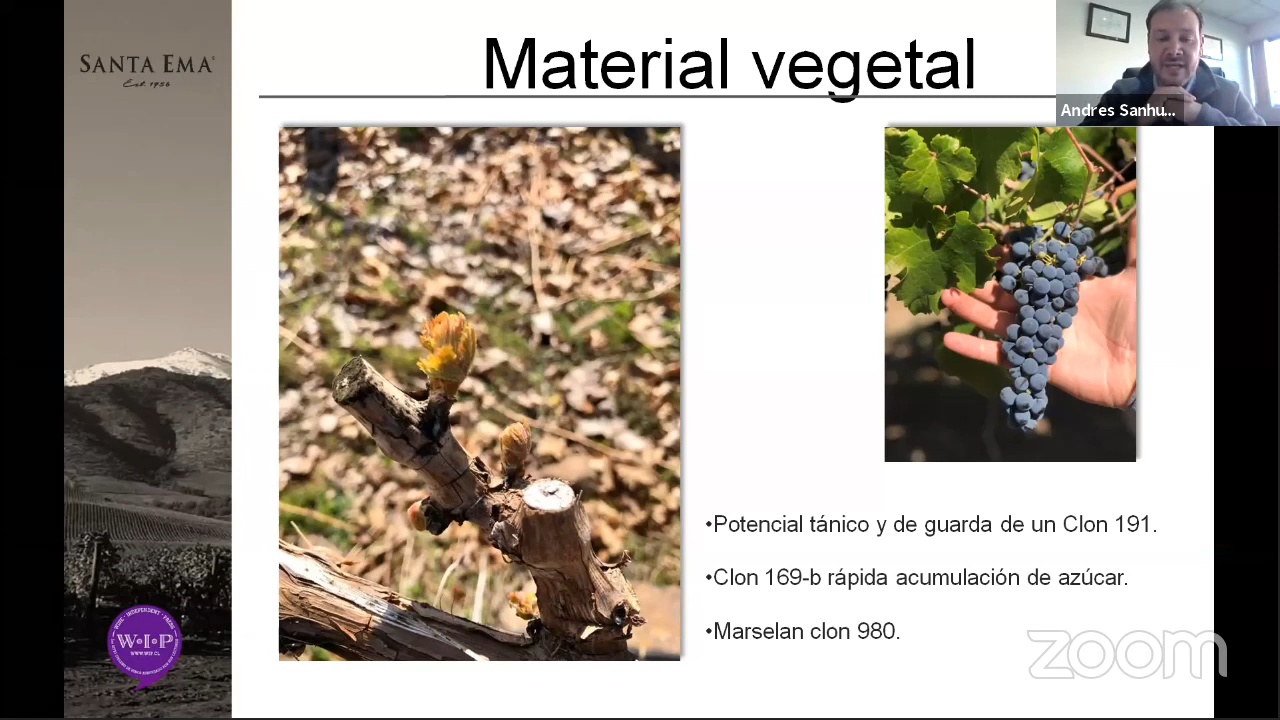 SANTA EMA
Est. 1956
Material vegetal
Andres Sanhu...
•Potencial tánico y de guarda de un Clon 191.
•Clon 169-b rápida acumulación de azúcar.
•Marselan clon 980.
W·I·P
WWW.WIP.CL
zoom